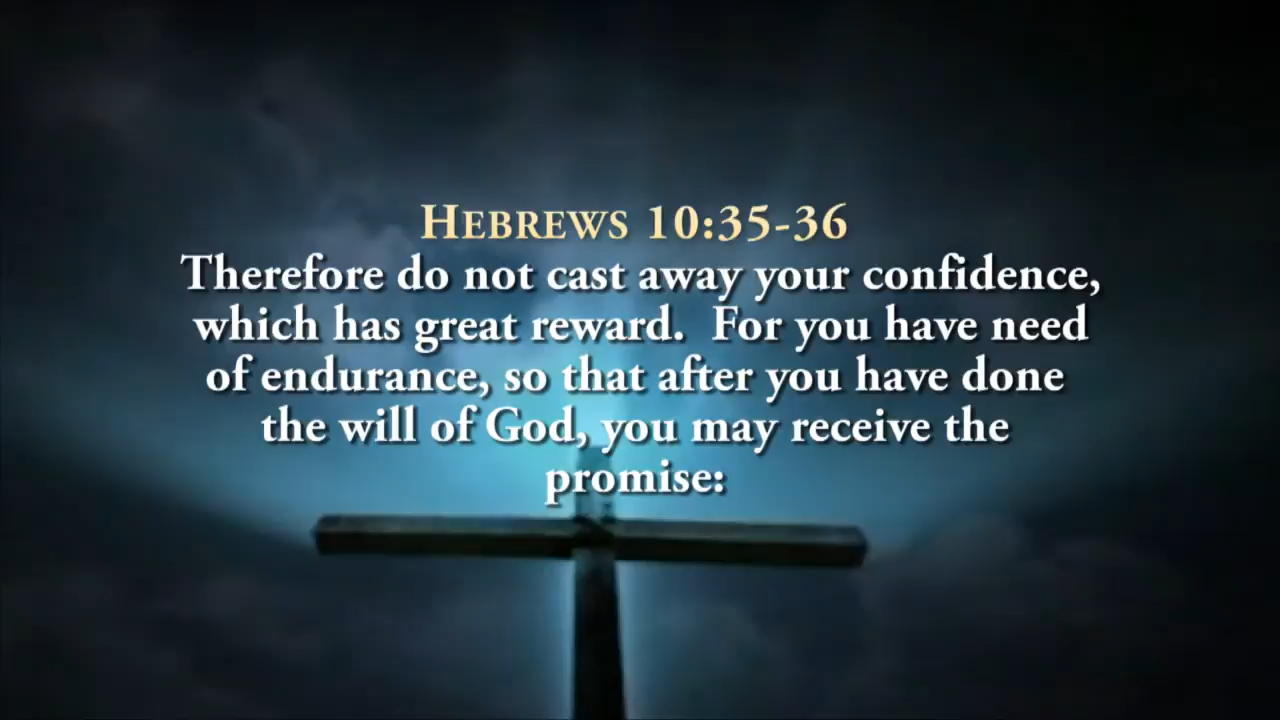 HEBREWS 10:35-36
Therefore do not cast away your confidence,
which has great reward.  For you have need
of endurance, so that after you have done
the will of God, you may receive the
promise: